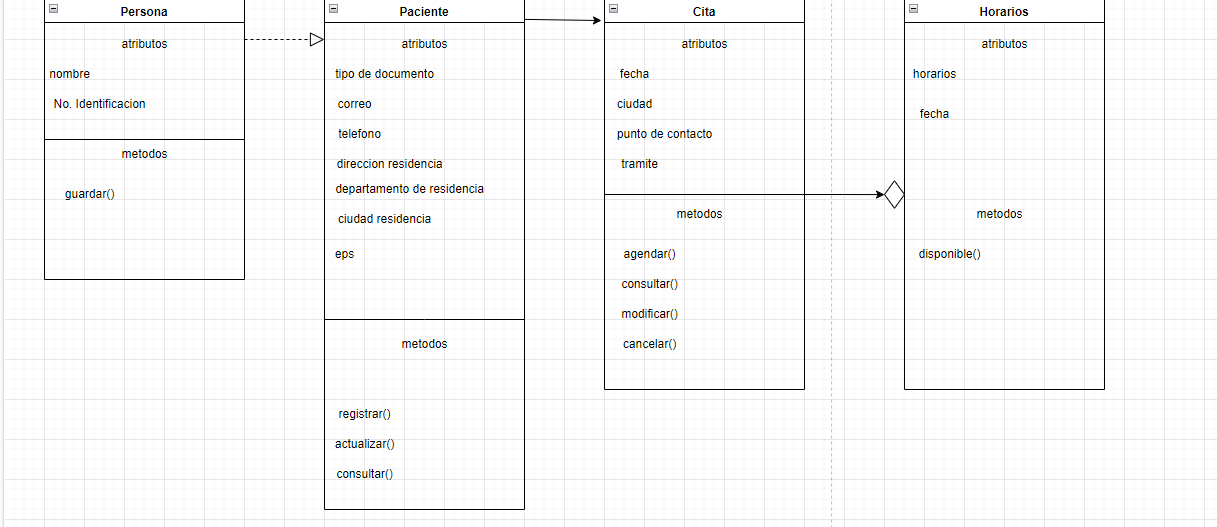 Persona
atributos
nombre
No. Identificacion
metodos
guardar()
Paciente
atributos
tipo de documento
correo
telefono
direccion residencia
departamento de residencia
ciudad residencia
eps
metodos
registrar()
actualizar()
consultar()
Cita
atributos
fecha
ciudad
punto de contacto
tramite
metodos
agendar()
consultar()
modificar()
cancelar()
Horarios
atributos
horarios
fecha
metodos
disponible()